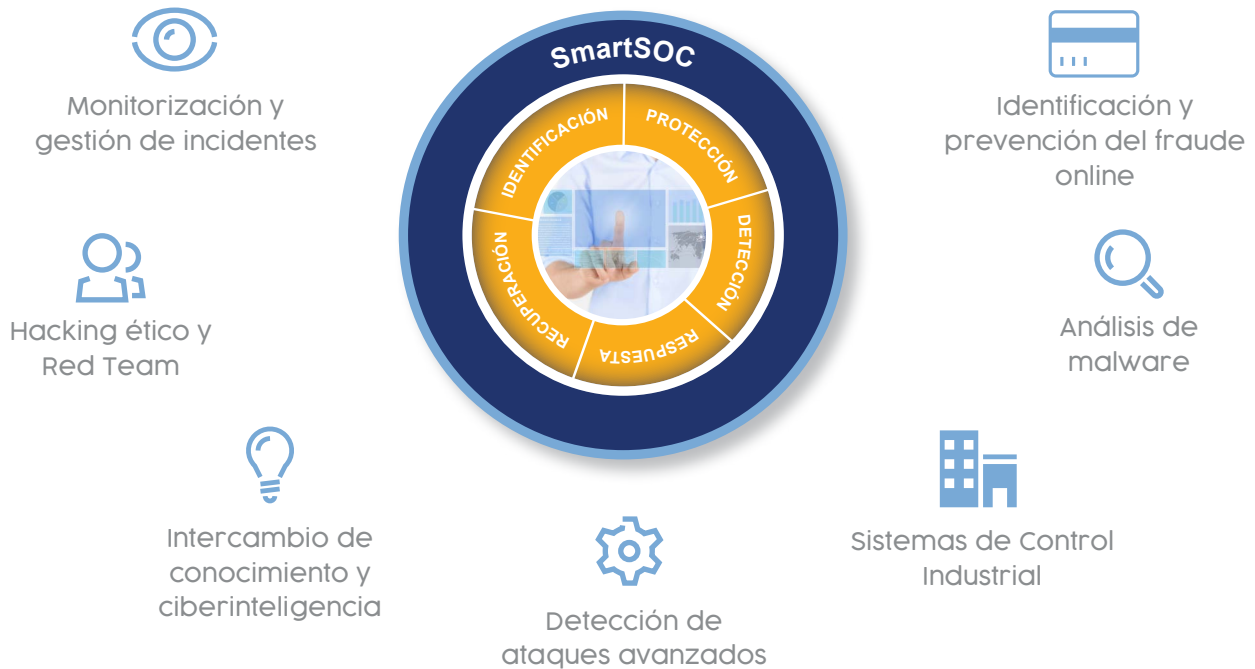 SmartSOC
IDENTIFICACIÓN
PROTECCIÓN
DETECCIÓN
RESPUESTA
RECUPERACIÓN
Monitorización y
gestión de incidentes
Hacking ético y
Red Team
Intercambio de
conocimiento y
ciberinteligencia
Detección de
ataques avanzados
Sistemas de Control
Industrial
Análisis de
malware
Identificación y
prevención del fraude
online